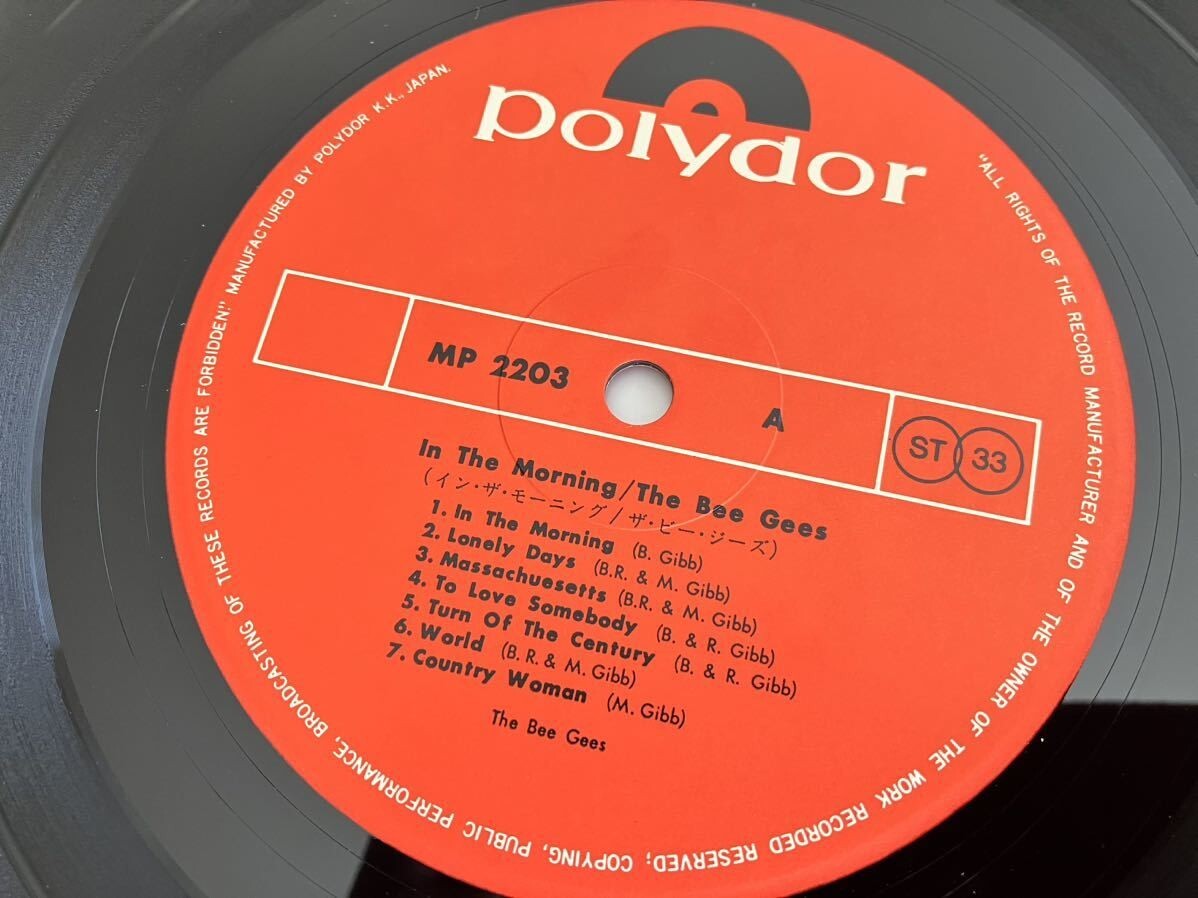 polydor
MP 2203
A
ST 33
In The Morning/The Bee Gees
(イン・ザ・モーニング/ザ・ビー・ジーズ)
1. In The Morning (B. Gibb)
2. Lonely Days (B.R. & M. Gibb)
3. Massachuesetts (B.R. & M. Gibb)
4. To Love Somebody (B. & R. Gibb)
5. Turn Of The Century (B. & R. Gibb)
6. World (B.R. & M. Gibb)
7. Country Woman (M. Gibb)
The Bee Gees
"ALL RIGHTS OF THE RECORD MANUFACTURER AND OF THE OWNER OF THE WORK RECORDED RESERVED; COPYING, PUBLIC PERFORMANCE, BROADCASTING OF THESE RECORDS ARE FORBIDDEN." MANUFACTURED BY POLYDOR K.K., JAPAN.